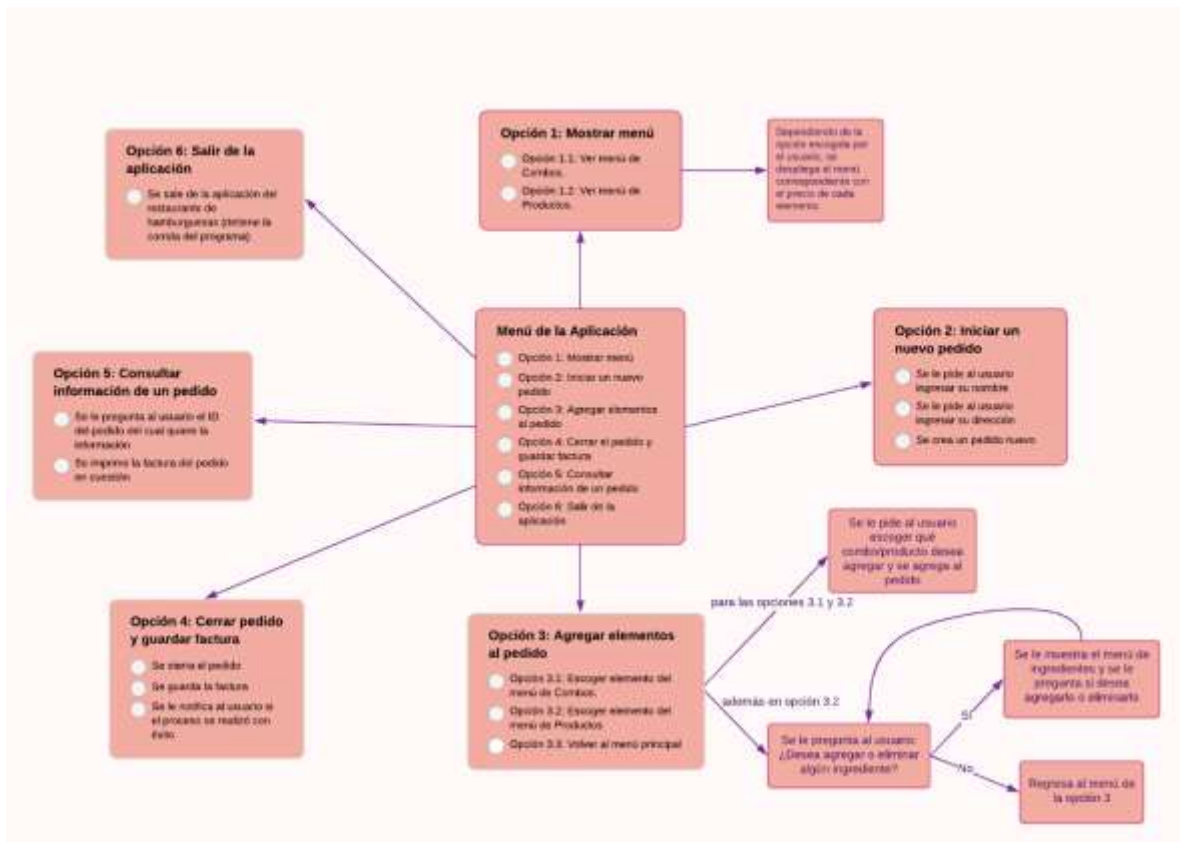 Opción 1: Mostrar menú
Opción 1.1: Ver menú de
Combos.
Opción 1.2: Ver menú de
Productos.
Dependiendo de la
opción escogida por
el usuario, se
despliega el menú
correspondiente con
el precio de cada
elemento.
Opción 6: Salir de la
aplicación
Se sale de la aplicación del
restaurante de
hamburguesas (detiene la
corrida del programa)
Menú de la Aplicación
Opción 1: Mostrar menú
Opción 2: Iniciar un nuevo
pedido
Opción 3: Agregar elementos
al pedido
Opción 4: Cerrar el pedido y
guardar factura
Opción 5: Consultar
información de un pedido
Opción 6: Salir de la
aplicación
Opción 2: Iniciar un
nuevo pedido
Se le pide al usuario
ingresar su nombre
Se le pide al usuario
ingresar su dirección
Se crea un pedido nuevo
Opción 5: Consultar
información de un pedido
Se le pregunta al usuario el ID
del pedido del cual quiere la
información
Se imprime la factura del pedido
en cuestión
Opción 4: Cerrar pedido
y guardar factura
Se cierra el pedido
Se guarda la factura
Se le notifica al usuario si
el proceso se realizó con
éxito
Opción 3: Agregar elementos
al pedido
Opción 3.1: Escoger elemento del
menú de Combos.
Opción 3.2: Escoger elemento del
menú de Productos
Opción 3.3: Volver al menú principal
para las opciones 3.1 y 3.2
Se le pide al usuario
escoger qué
combo/producto desea
agregar y se agrega al
pedido
además en opción 3.2
Se le pregunta al usuario:
¿Desea agregar o eliminar
algún ingrediente?
Sí
Se le muestra el menú de
ingredientes y se le
pregunta si desea
agregarlo o eliminarlo
No
Regresa al menú de
la opción 3